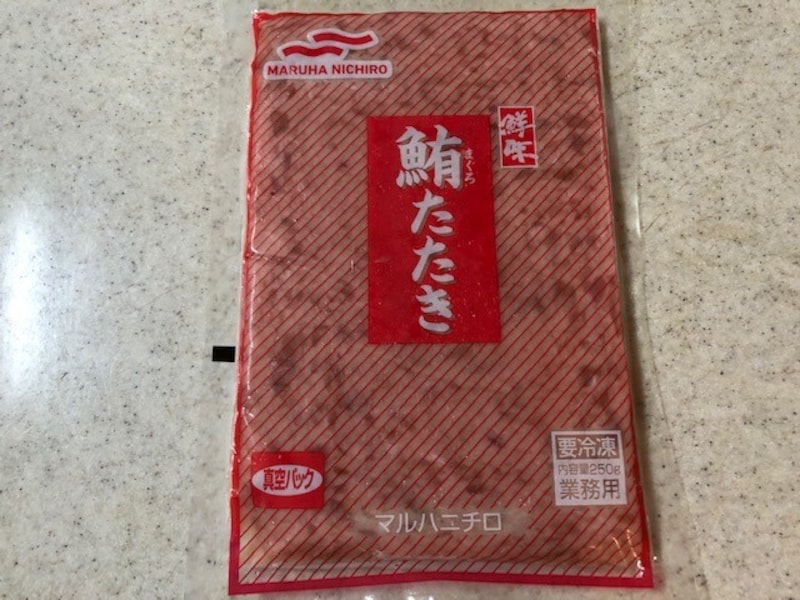 MARUHA NICHIRO
鮮味
鮪たたき
まぐろ
真空パック
要冷凍
内容量250g
業務用
マルハニチロ